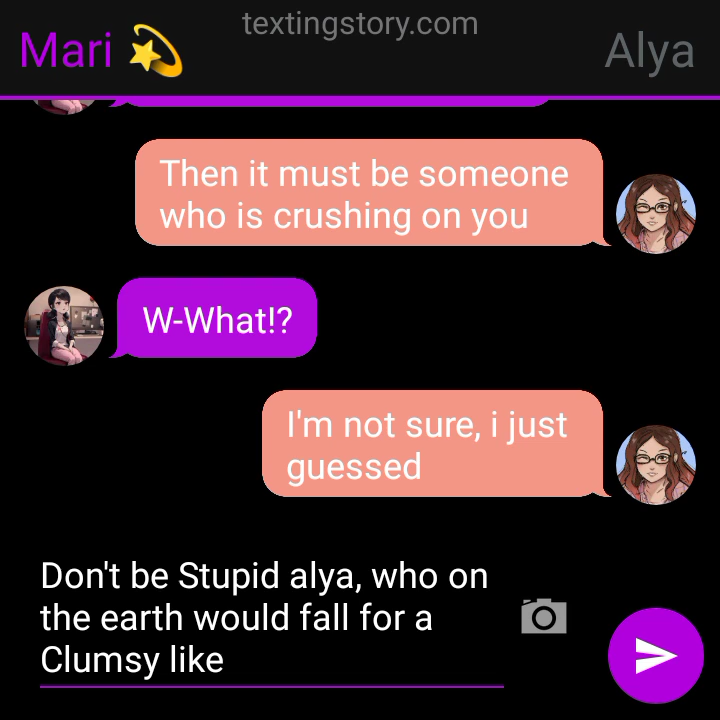 textingstory.com
Mari 💫
Alya
Then it must be someone
who is crushing on you
W-What!?
I'm not sure, i just
guessed
Don't be Stupid alya, who on
the earth would fall for a
Clumsy like